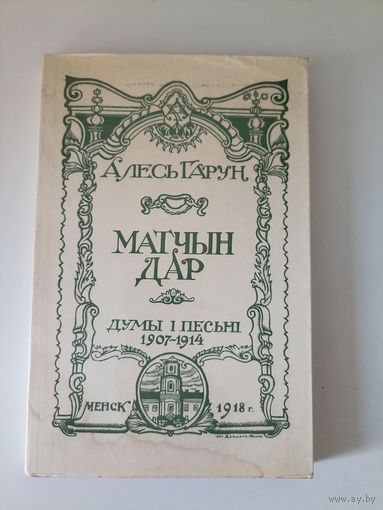 АЛЕСЬ ГАРУН
МАТЧЫН
ДАР
ДУМЫ І ПЕСЬНІ
1907-1914
МЕНСК
1918 г.
www.ay.by